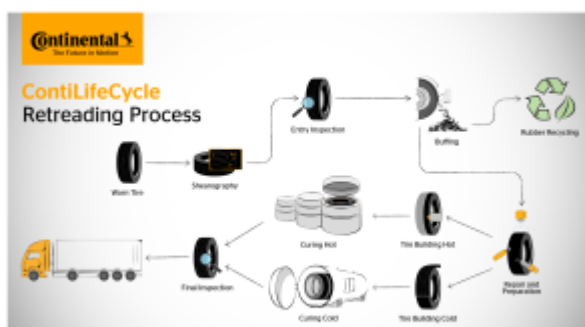 Continental
The Future in Motion
ContiLifeCycle
Retreading Process
Entry Inspection
Buffing
Rubber Recycling
Worn Tire
Shearography
Curing Hot
Tire Building Hot
Repair and
Preparation
Final Inspection
Curing Cold
Tire Building Cold